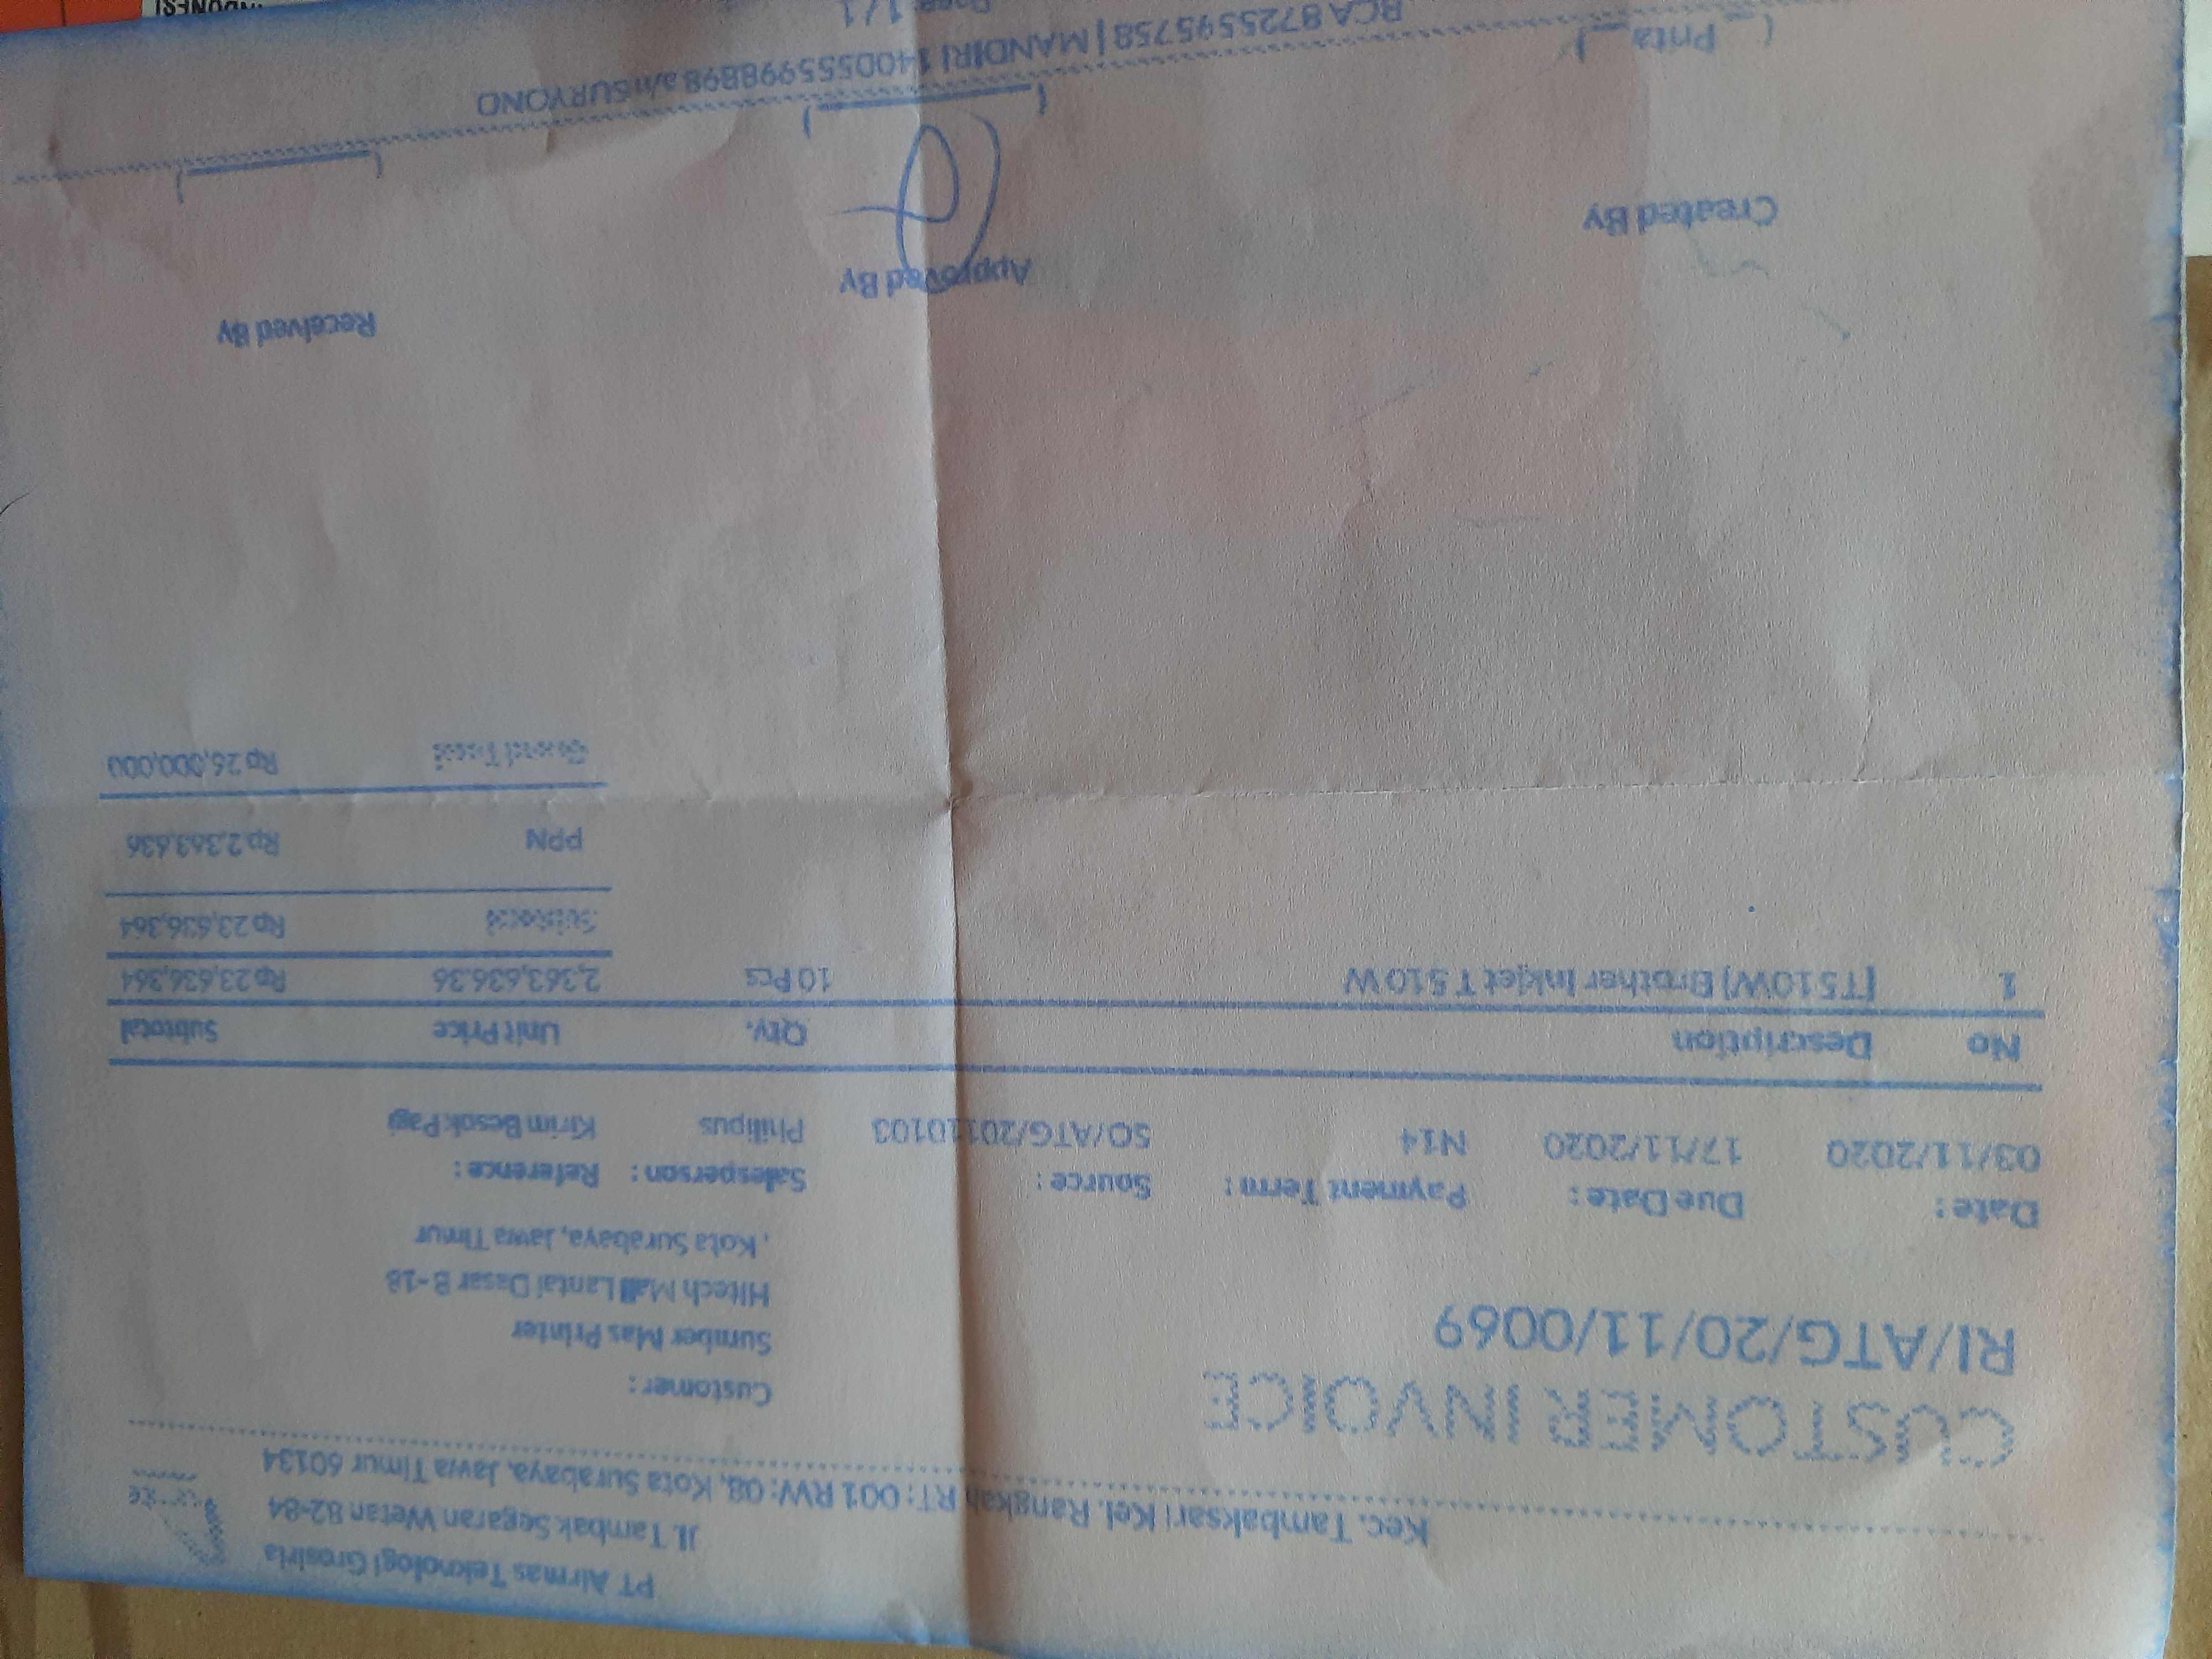 PT Airmas Teknologi Grosiria
Jl. Tambak Segaran Wetan 82-84
Kec. Tambaksari Kel. Rangkah RT: 001 RW: 08, Kota Surabaya, Jawa Timur 60134
CUSTOMER INVOICE
RI/ATG/20/11/0069
Customer :
Sumber Mas Printer
Hitech Mall Lantai Dasar B-18
, Kota Surabaya, Jawa Timur
Date : Due Date : Payment Term : Source : Salesperson : Reference :
03/11/2020 17/11/2020 N14 SO/ATG/20110103 Philipus Kirim Besok Pagi
No Description Qty. Unit Price Subtotal
1 [T510W] Brother Inkjet T510W 10 Pcs 2,363,636.36 Rp 23,636,364
Subtotal Rp 23,636,364
PPN Rp 2,363,636
Grand Total Rp 26,000,000
Created By Approved By Received By
( Prita ) ( ) ( )
BCA 8725595758 | MANDIRI 1400555998898 a/n SURYONO
Page 1 / 1